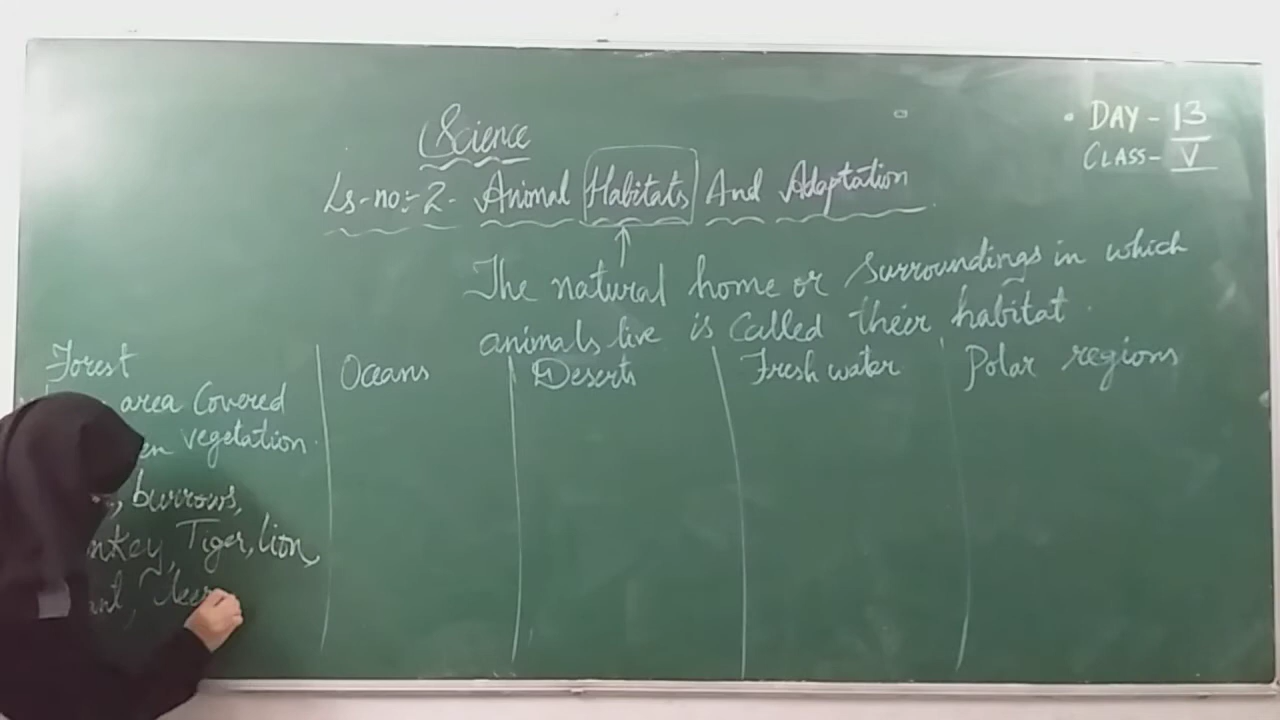 Science
DAY - 13
CLASS - V
Ls-no:-2- Animal Habitats And Adaptation
The natural home or surroundings in which
animals live is called their habitat.
Forest
area Covered
vegetation.
burrows,
Tiger, lion,
Deer
Oceans
Deserts
Fresh water
Polar regions